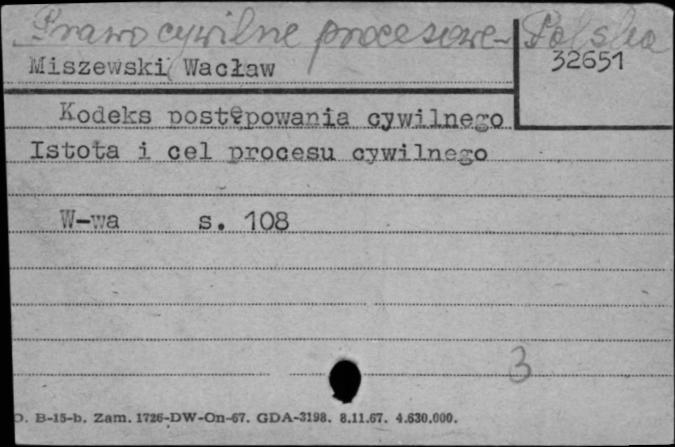 Prawo cywilne procesowe - Polska
Miszewski Wacław
32651
Kodeks postępowania cywilnego
Istota i cel procesu cywilnego
W-wa s. 108
3
O. B-15-b. Zam. 1726-DW-On-67. GDA-3198. 8.11.67. 4.630.000.